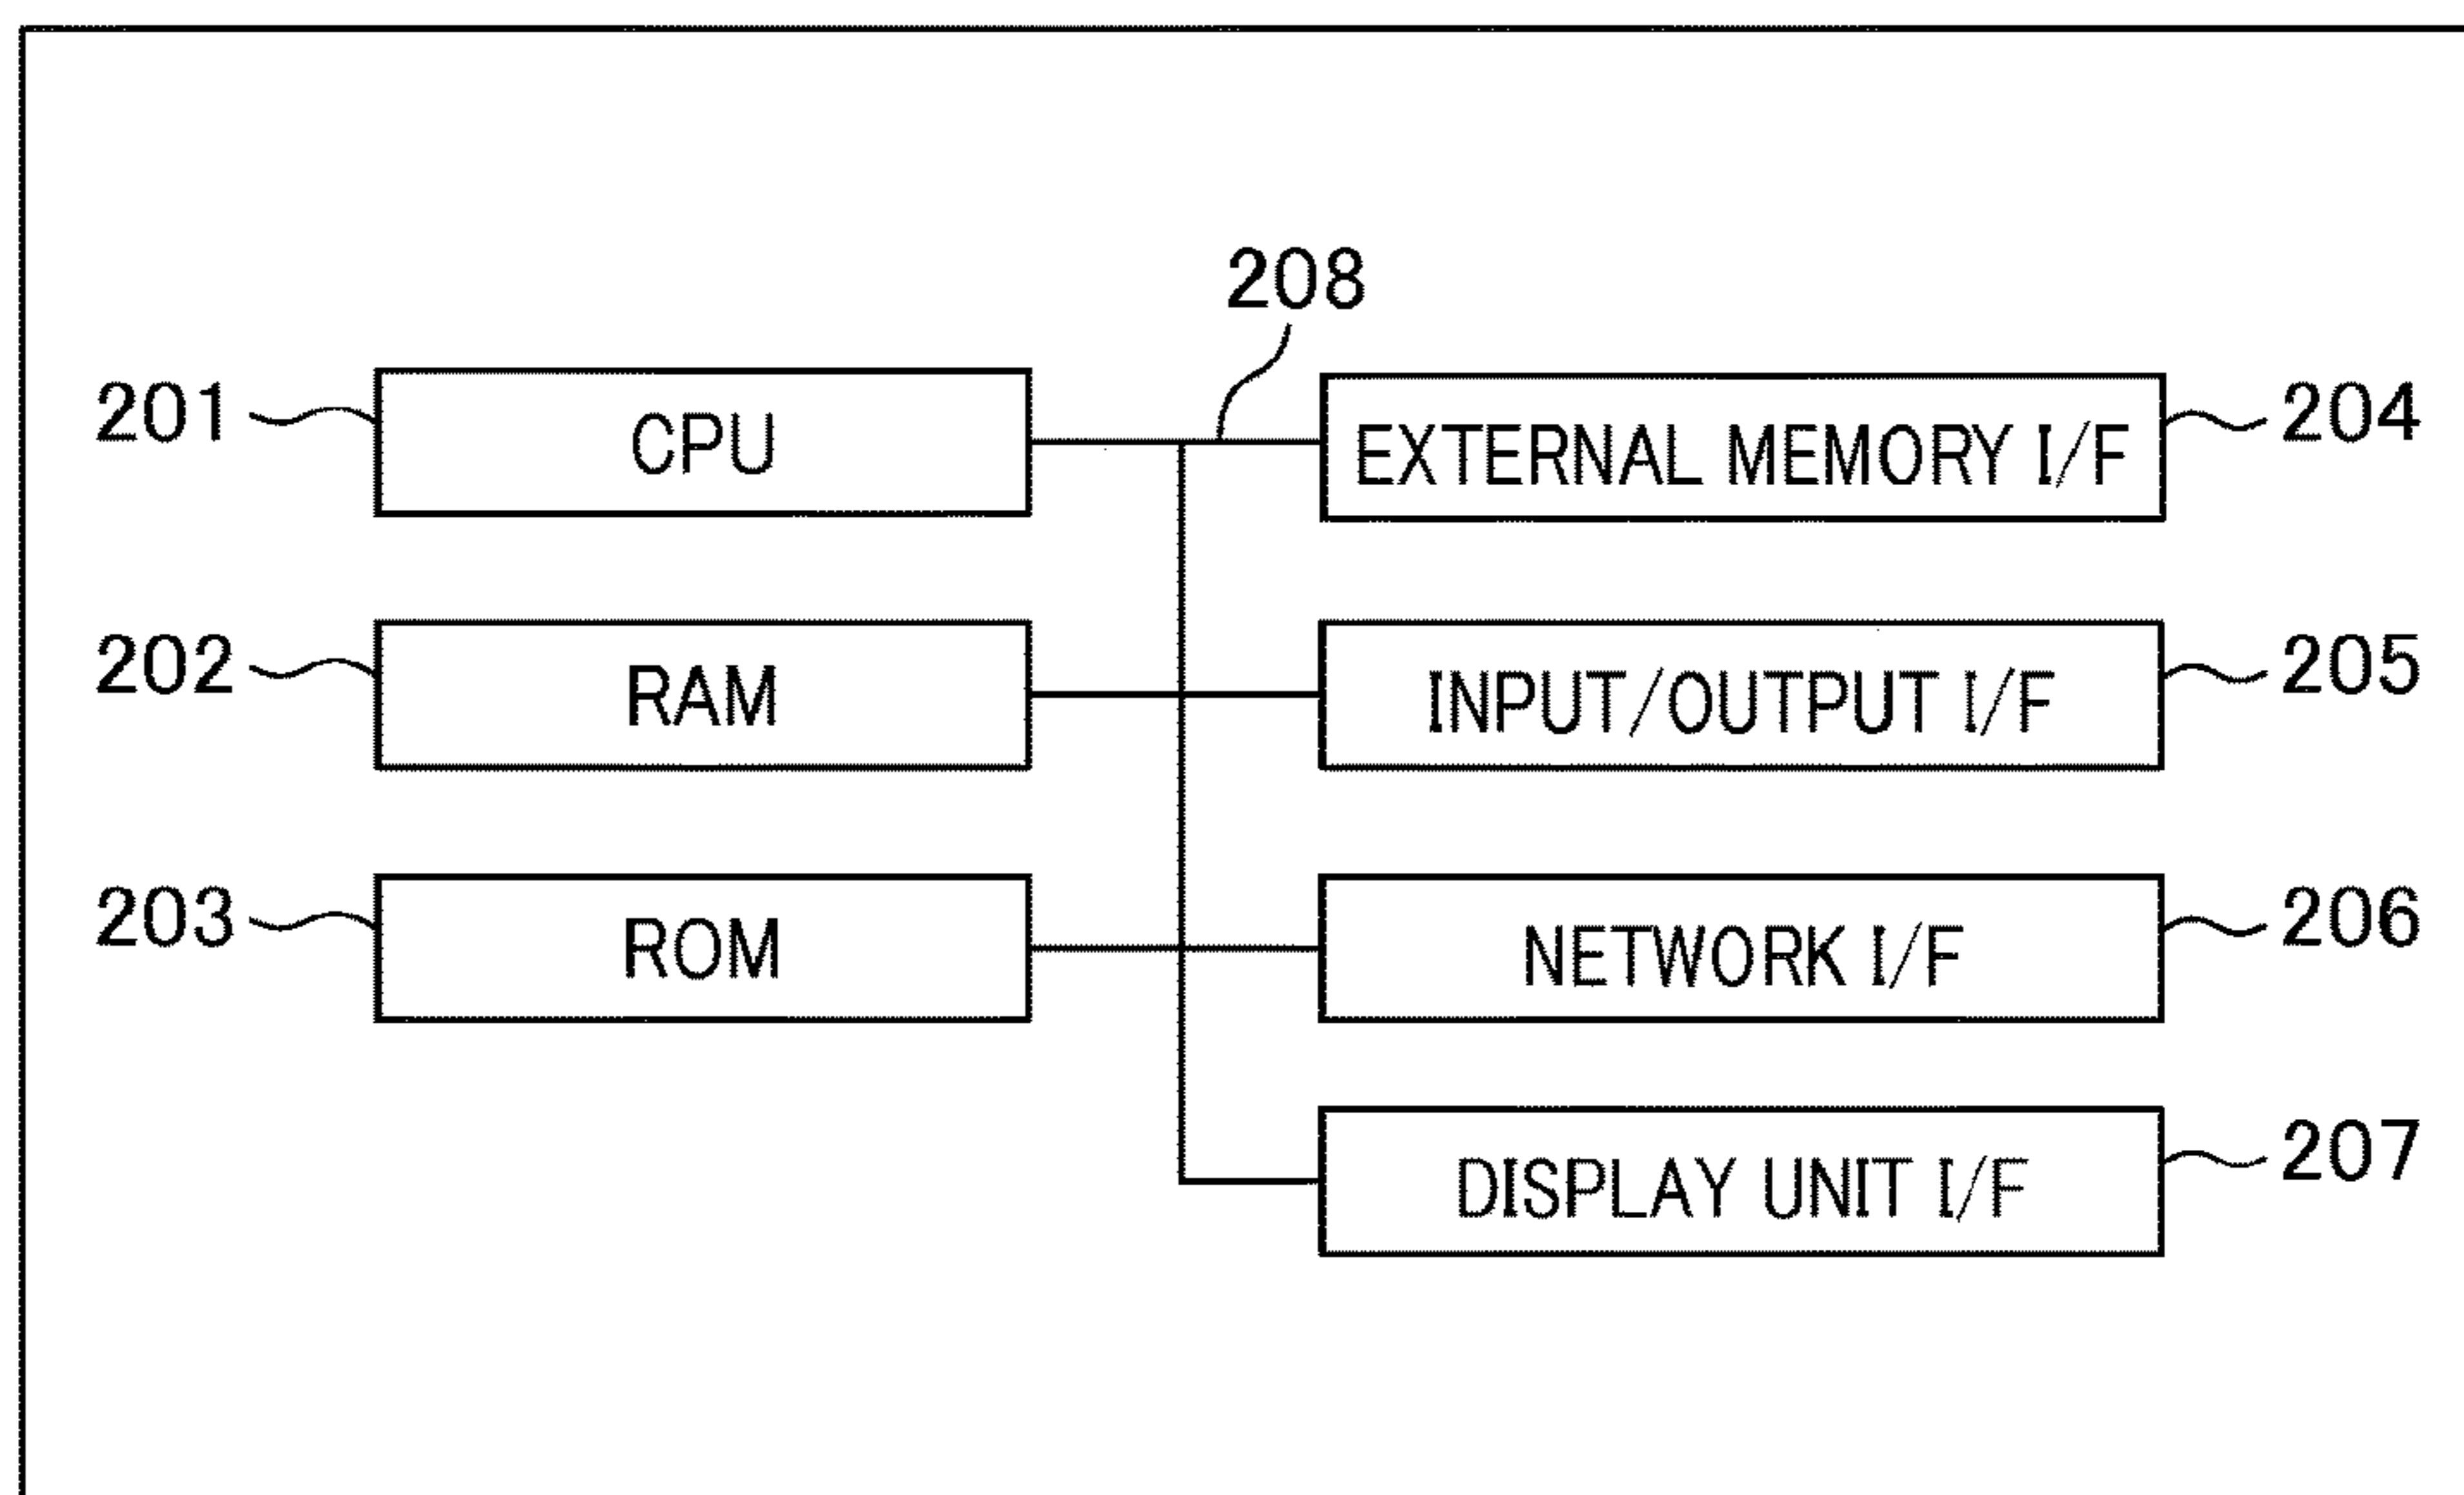 208
201 CPU EXTERNAL MEMORY I/F 204
202 RAM INPUT/OUTPUT I/F 205
203 ROM NETWORK I/F 206
DISPLAY UNIT I/F 207